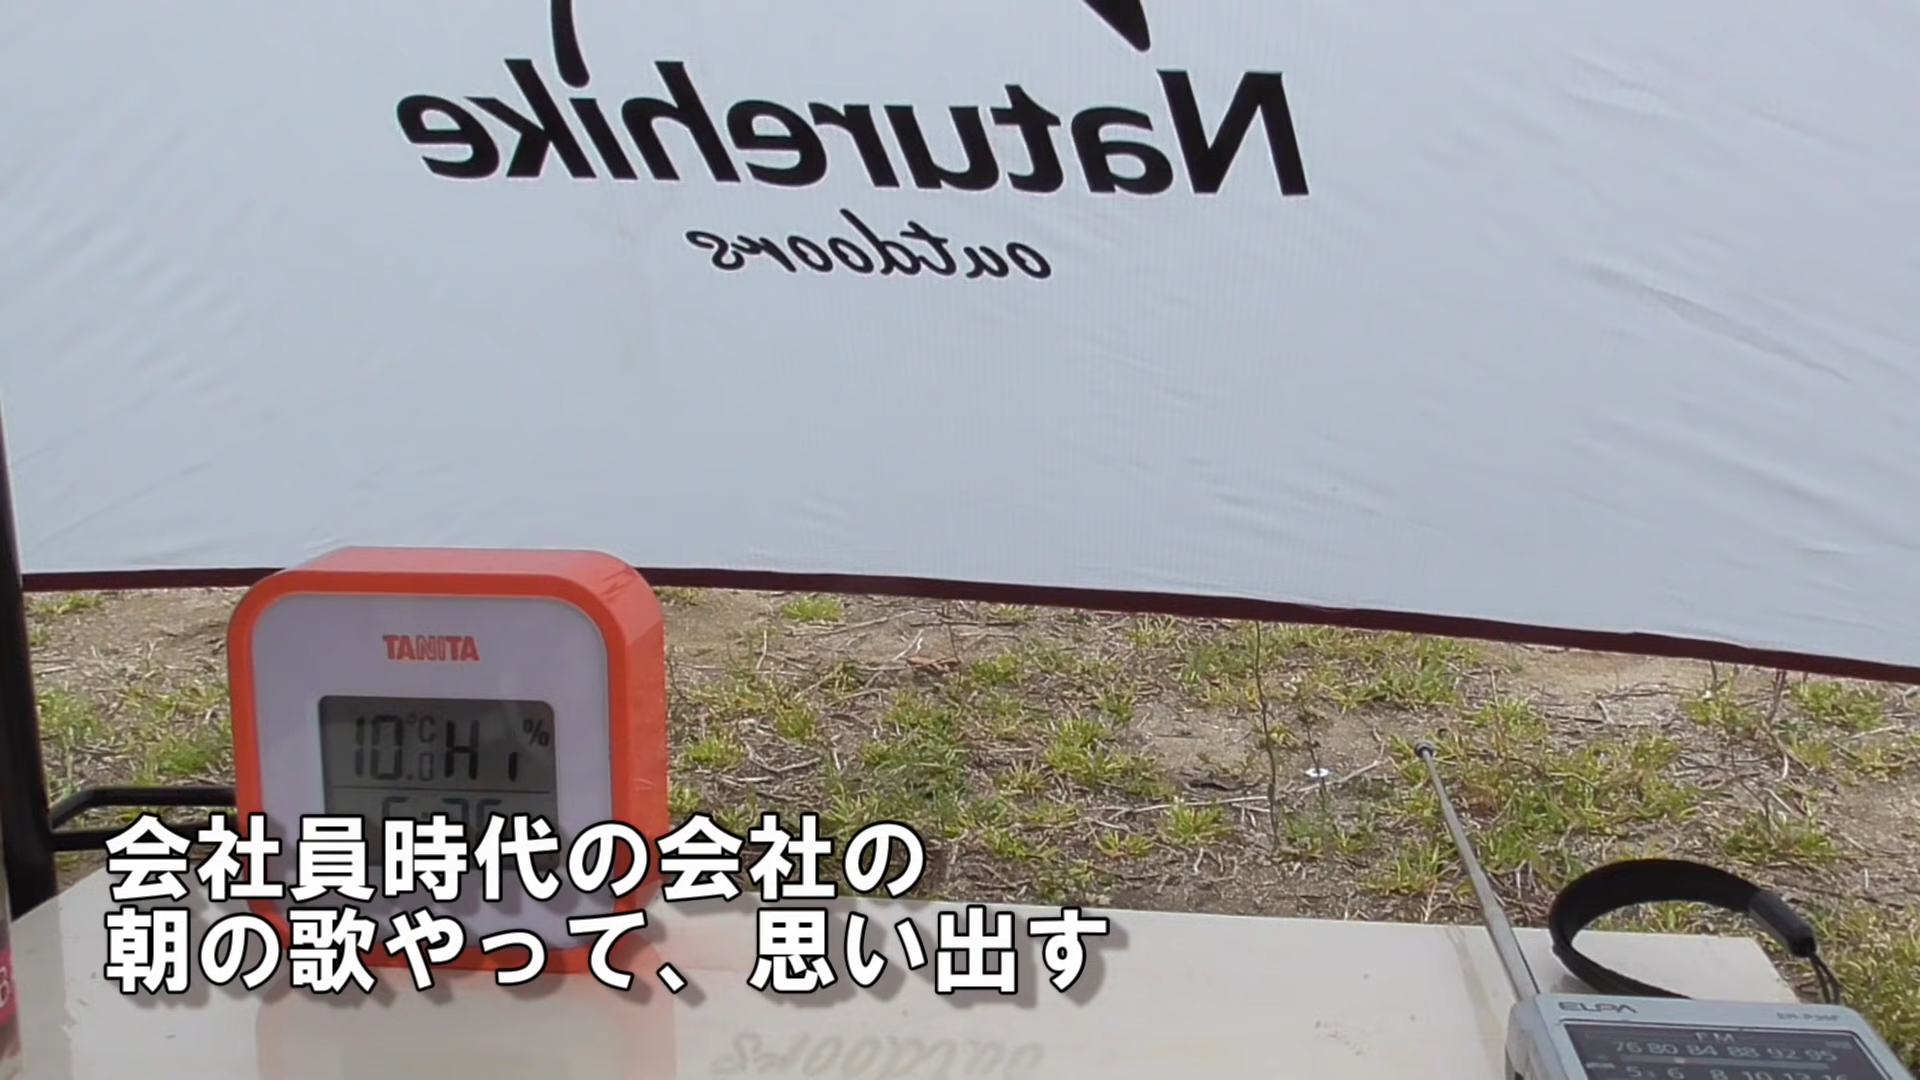 Naturehike
outdoors
TANITA
10.0°C Hi %
会社員時代の会社の
朝の歌やって、思い出す
ELPA
FM
76 80 84 88 92 95